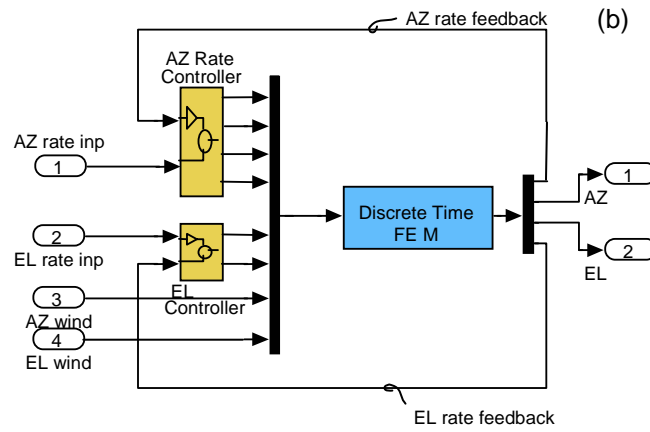 AZ rate feedback
(b)
AZ Rate
Controller
AZ rate inp
1
1
AZ
Discrete Time
FE M
2
EL rate inp
2
EL
3
AZ wind
EL
Controller
4
EL wind
EL rate feedback